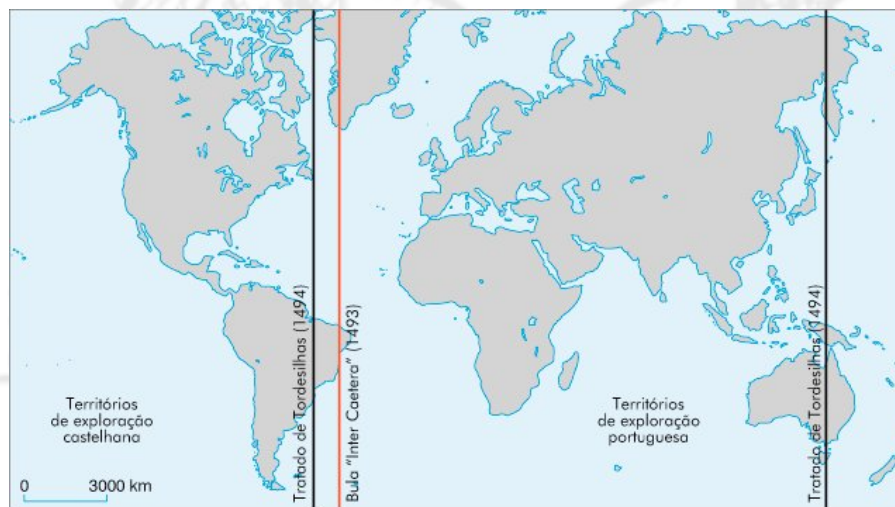 Tratado de Tordesilhas (1494)
Bula "Inter Caetera" (1493)
Tratado de Tordesilhas (1494)
Territórios
de exploração
castelhana
Territórios
de exploração
portuguesa
0 3000 km